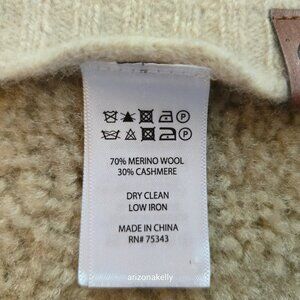 70% MERINO WOOL
30% CASHMERE
DRY CLEAN
LOW IRON
MADE IN CHINA
RN# 75343
arizonakelly